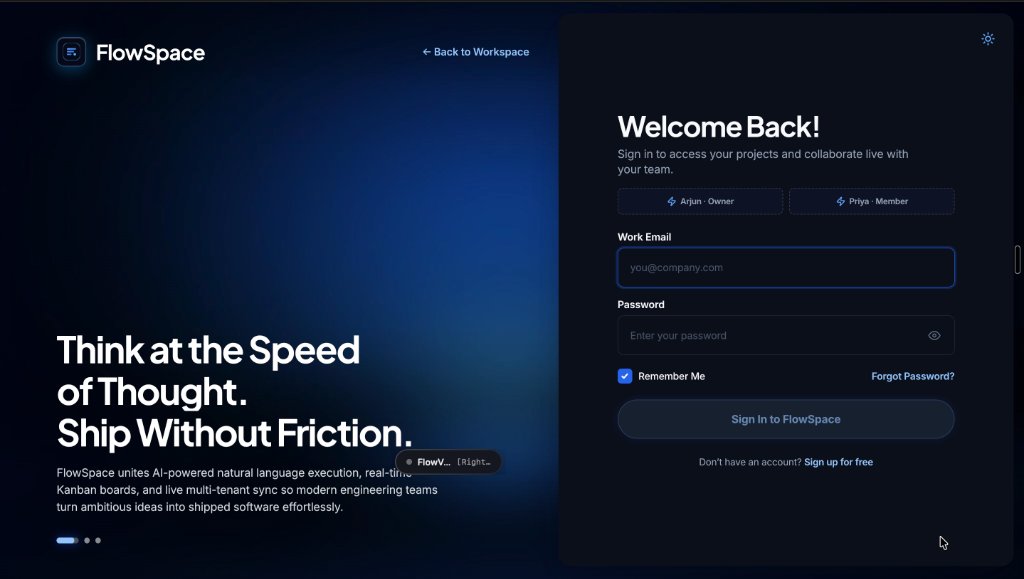 FlowSpace
← Back to Workspace
Think at the Speed
of Thought.
Ship Without Friction.
FlowSpace unites AI-powered natural language execution, real-time
Kanban boards, and live multi-tenant sync so modern engineering teams
turn ambitious ideas into shipped software effortlessly.
FlowV... [Right…
Welcome Back!
Sign in to access your projects and collaborate live with
your team.
Arjun · Owner
Priya · Member
Work Email
you@company.com
Password
Enter your password
Remember Me
Forgot Password?
Sign In to FlowSpace
Don't have an account? Sign up for free